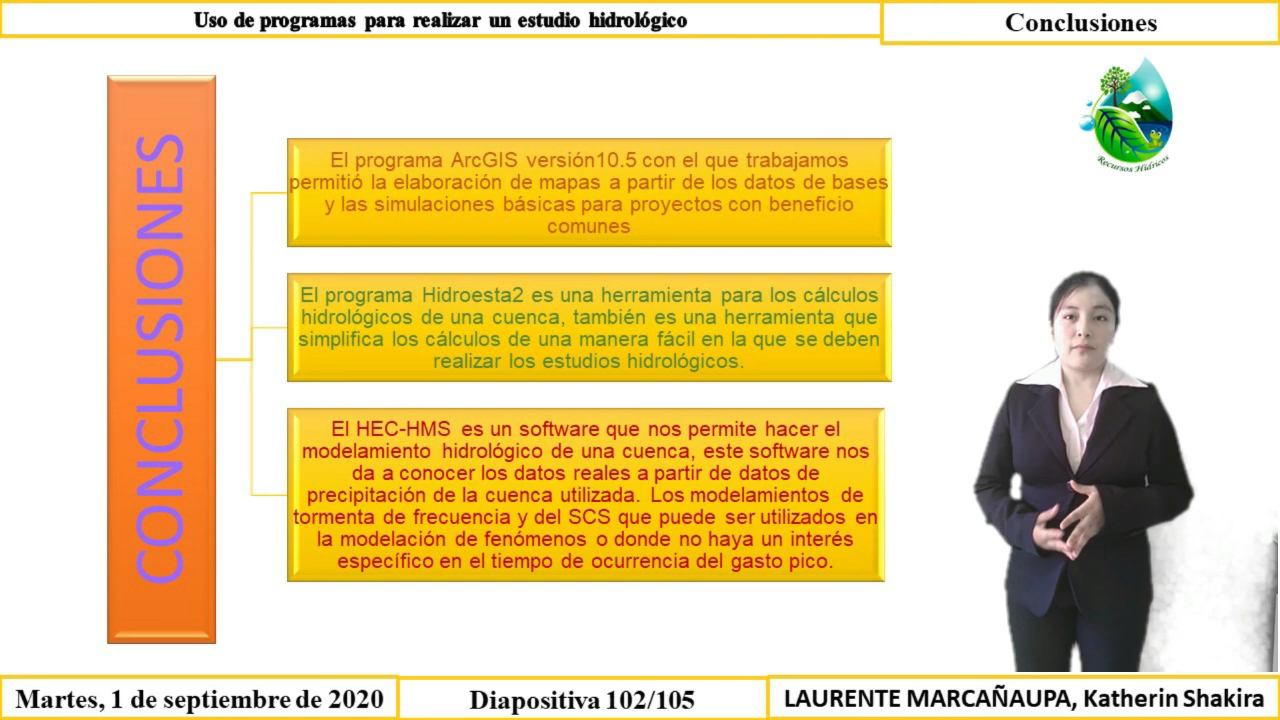 Uso de programas para realizar un estudio hidrológico
Conclusiones
Recursos Hídricos
CONCLUSIONES
El programa ArcGIS versión10.5 con el que trabajamos
permitió la elaboración de mapas a partir de los datos de bases
y las simulaciones básicas para proyectos con beneficio
comunes
El programa Hidroesta2 es una herramienta para los cálculos
hidrológicos de una cuenca, también es una herramienta que
simplifica los cálculos de una manera fácil en la que se deben
realizar los estudios hidrológicos.
El HEC-HMS es un software que nos permite hacer el
modelamiento hidrológico de una cuenca, este software nos
da a conocer los datos reales a partir de datos de
precipitación de la cuenca utilizada. Los modelamientos de
tormenta de frecuencia y del SCS que puede ser utilizados en
la modelación de fenómenos o donde no haya un interés
específico en el tiempo de ocurrencia del gasto pico.
Martes, 1 de septiembre de 2020
Diapositiva 102/105
LAURENTE MARCAÑAUPA, Katherin Shakira